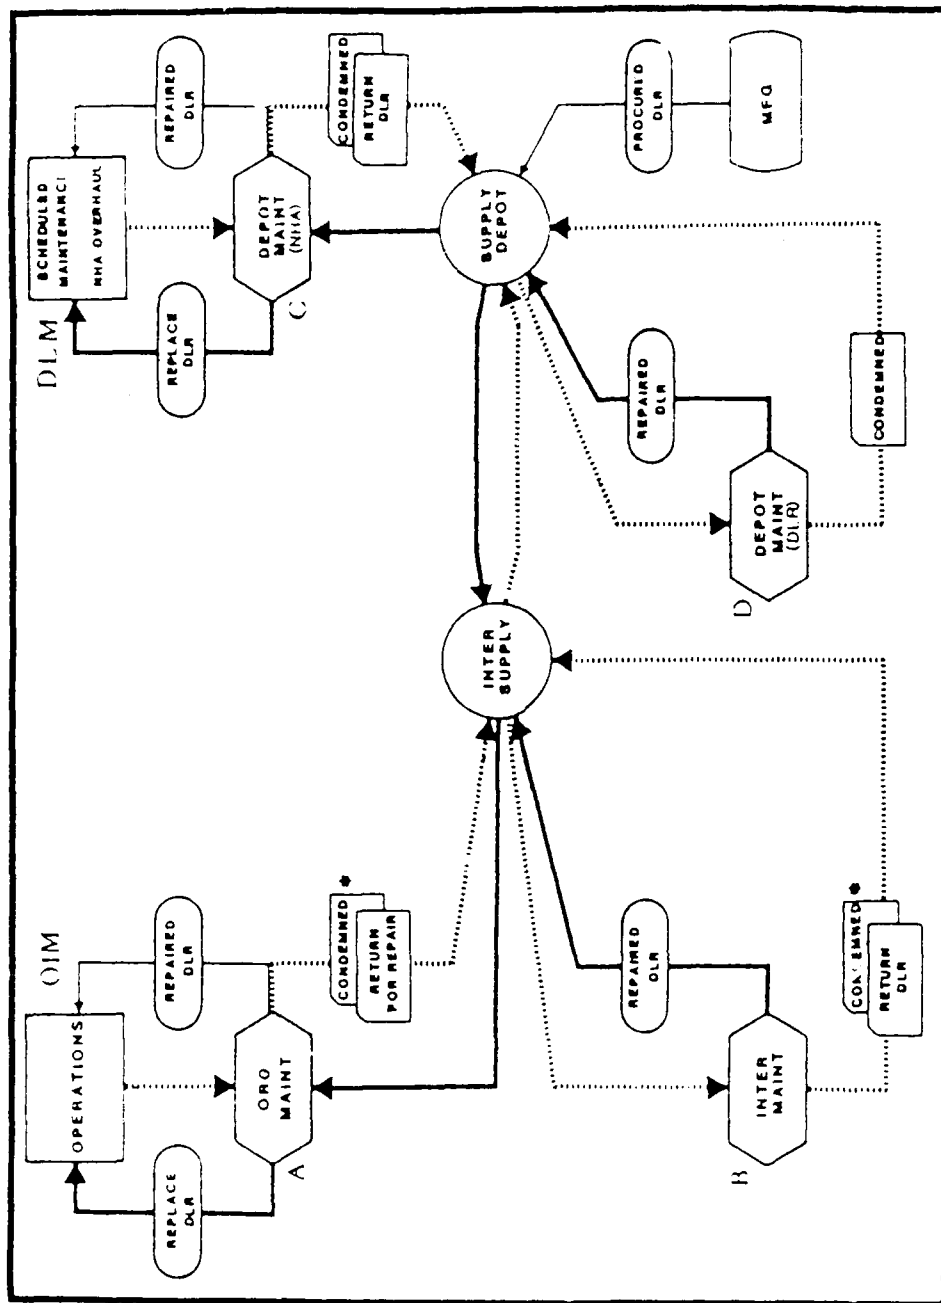 OIM
OPERATIONS
REPLACE
DLR
REPAIRED
DLR
ORG
MAINT
A
CONDEMNED *
RETURN
FOR REPAIR
DLM
SCHEDULED
MAINTENANCE
NHA OVERHAUL
REPLACE
DLR
REPAIRED
DLR
DEPOT
MAINT
(NHA)
C
CONDEMNED
RETURN
DLR
INTER
SUPPLY
SUPPLY
DEPOT
REPAIRED
DLR
INTER
MAINT
B
CONDEMNED *
RETURN
DLR
REPAIRED
DLR
DEPOT
MAINT
(DLR)
D
CONDEMNED
PROCURED
DLR
MFG